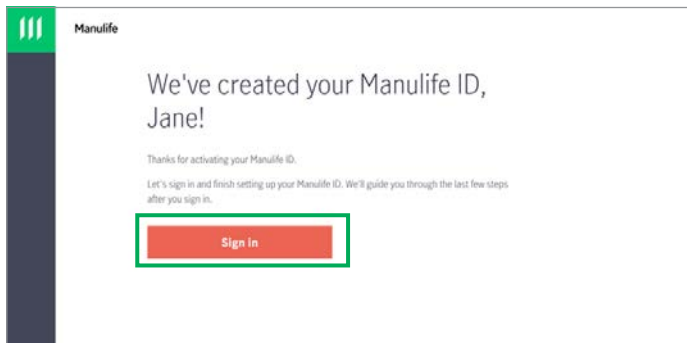 Manulife
We've created your Manulife ID,
Jane!
Thanks for activating your Manulife ID.
Let's sign in and finish setting up your Manulife ID. We'll guide you through the last few steps
after you sign in.
Sign in